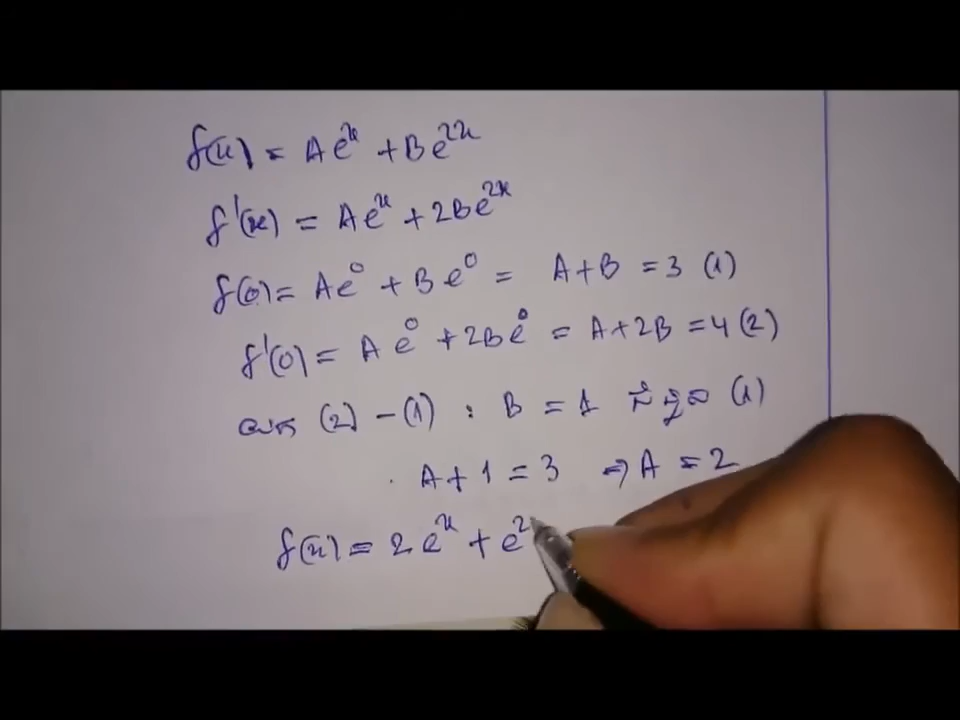 f(x) = Ae^x + Be^{2x}
f'(x) = Ae^x + 2Be^{2x}
f(0) = Ae^0 + Be^0 = A+B = 3 (1)
f'(0) = Ae^0 + 2Be^0 = A+2B = 4 (2)
(2) - (1) : B = 1 (1)
A + 1 = 3 ⇒ A = 2
f(x) = 2e^x + e^2